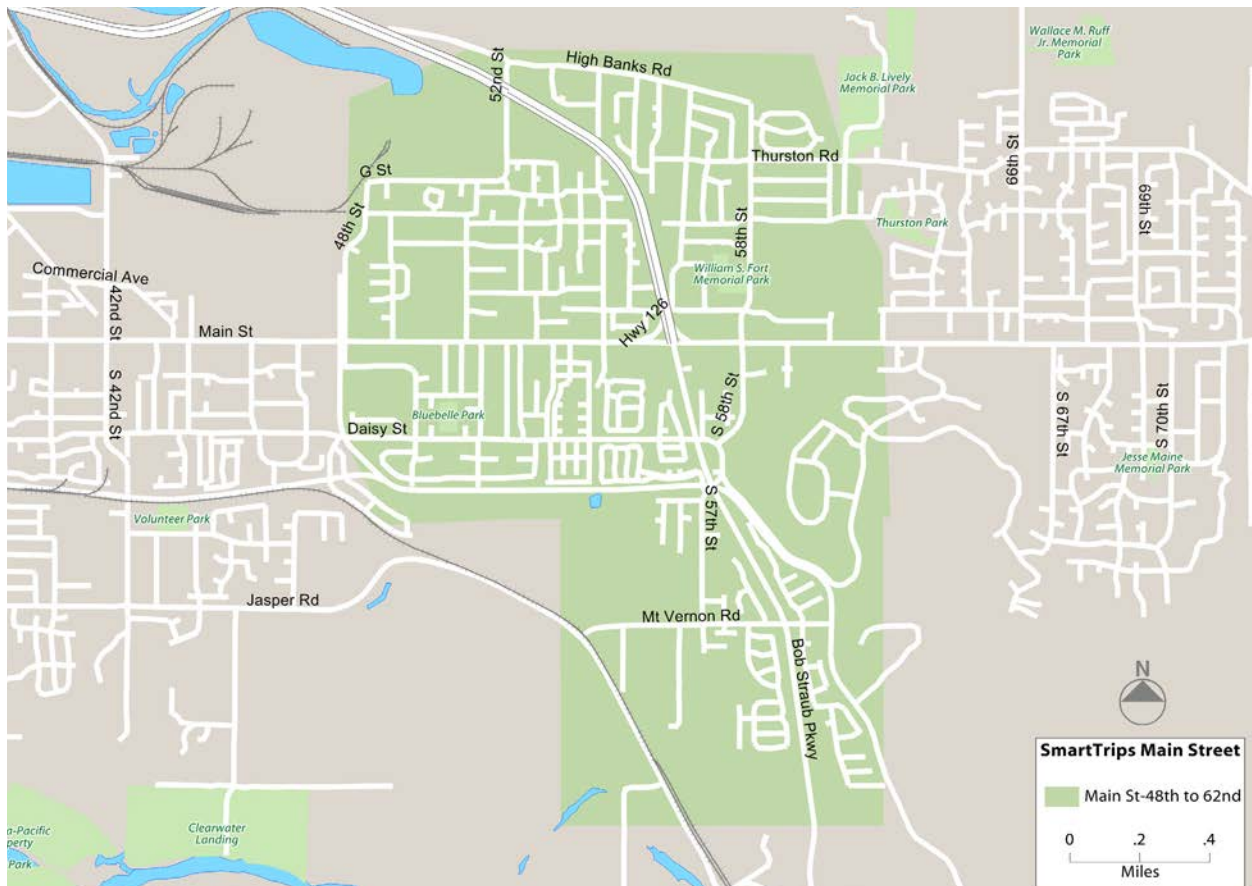 Wallace M. Ruff
Jr. Memorial
Park
High Banks Rd
52nd St
Jack B. Lively
Memorial Park
Thurston Rd
66th St
G St
69th St
48th St
58th St
Thurston Park
Commercial Ave
William S. Fort
Memorial Park
42nd St
Hwy 126
Main St
S 42nd St
S 58th St
S 67th St
S 70th St
Bluebelle Park
Daisy St
Jesse Maine
Memorial Park
S 57th St
Volunteer Park
Jasper Rd
Mt Vernon Rd
Bob Straub Pkwy
N
SmartTrips Main Street
Main St-48th to 62nd
0 .2 .4
Miles
Clearwater
Landing
a-Pacific
perty
Park